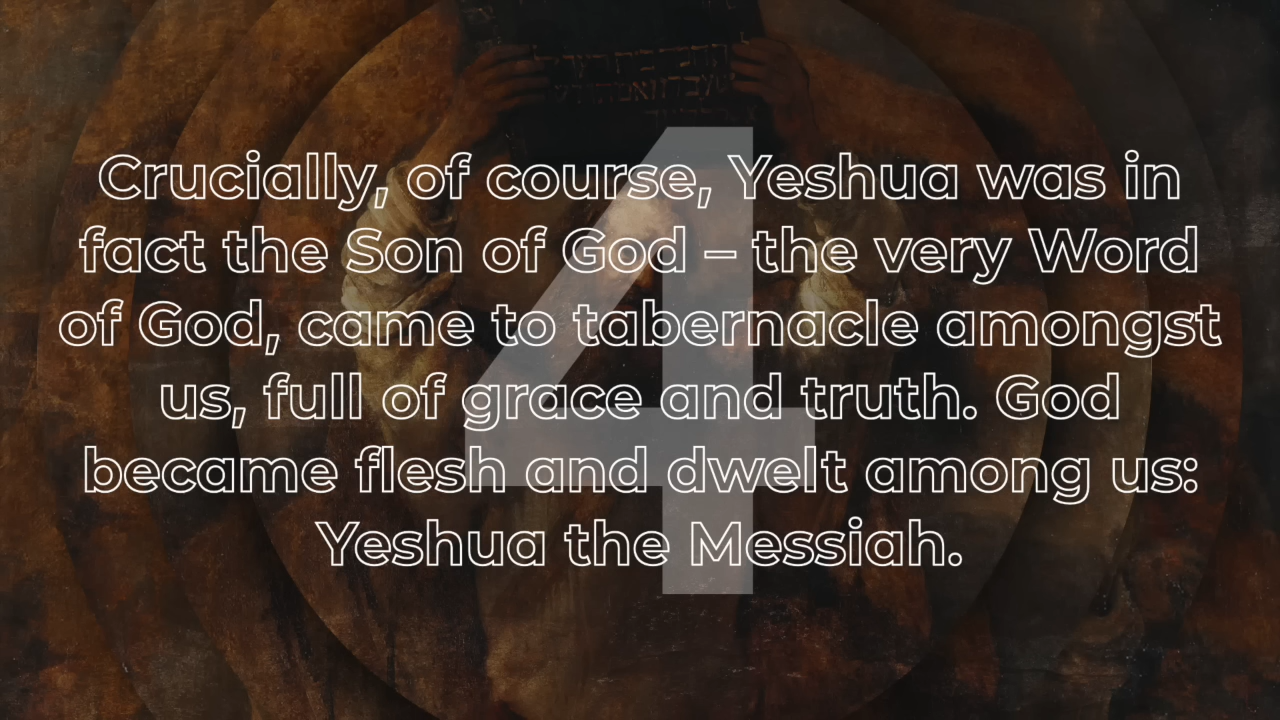 Crucially, of course, Yeshua was in
fact the Son of God – the very Word
of God, came to tabernacle amongst
us, full of grace and truth. God
became flesh and dwelt among us:
Yeshua the Messiah.
4